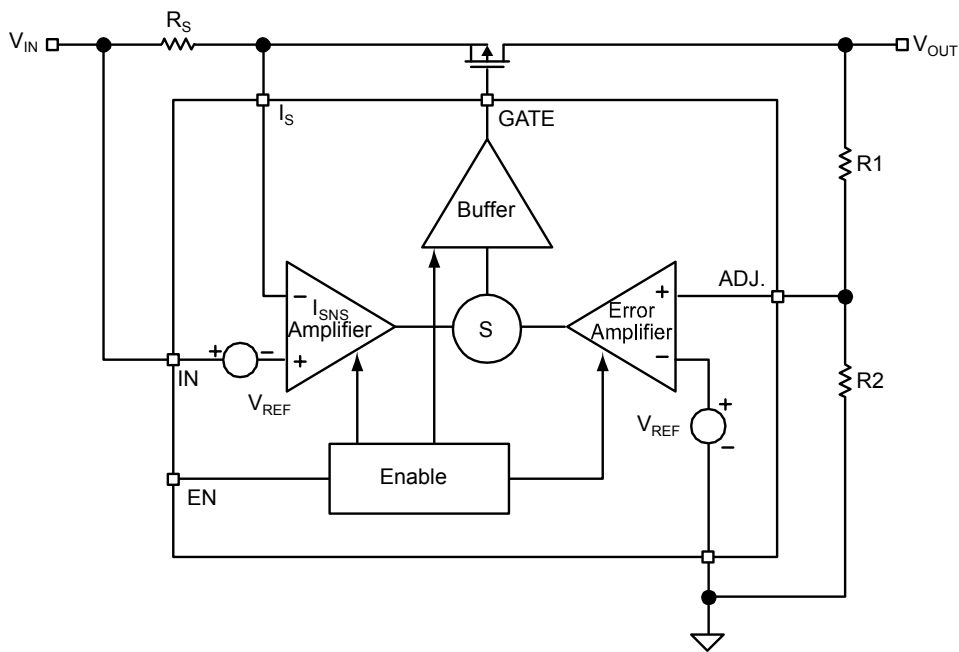 R_S
V_IN
V_OUT
I_S
GATE
R1
Buffer
ADJ.
+
−
I_SNS
Amplifier
S
Error
Amplifier
+ −
+
−
IN
V_REF
R2
V_REF
+
−
Enable
EN